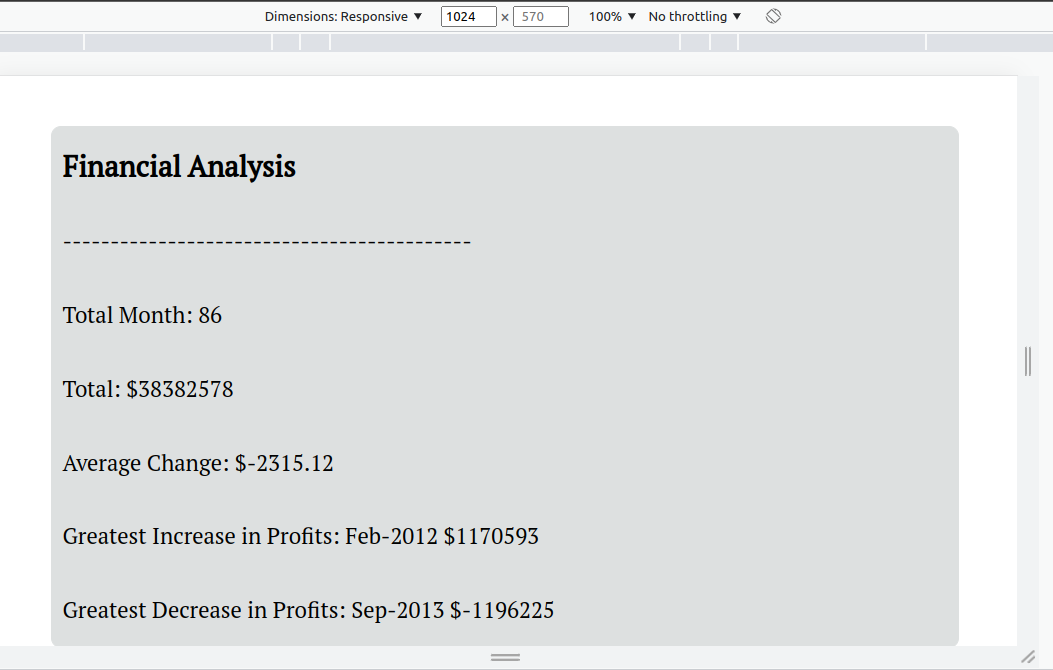 Dimensions: Responsive ▼ 1024 × 570 100% ▼ No throttling ▼
Financial Analysis
-------------------------------------------
Total Month: 86
Total: $38382578
Average Change: $-2315.12
Greatest Increase in Profits: Feb-2012 $1170593
Greatest Decrease in Profits: Sep-2013 $-1196225